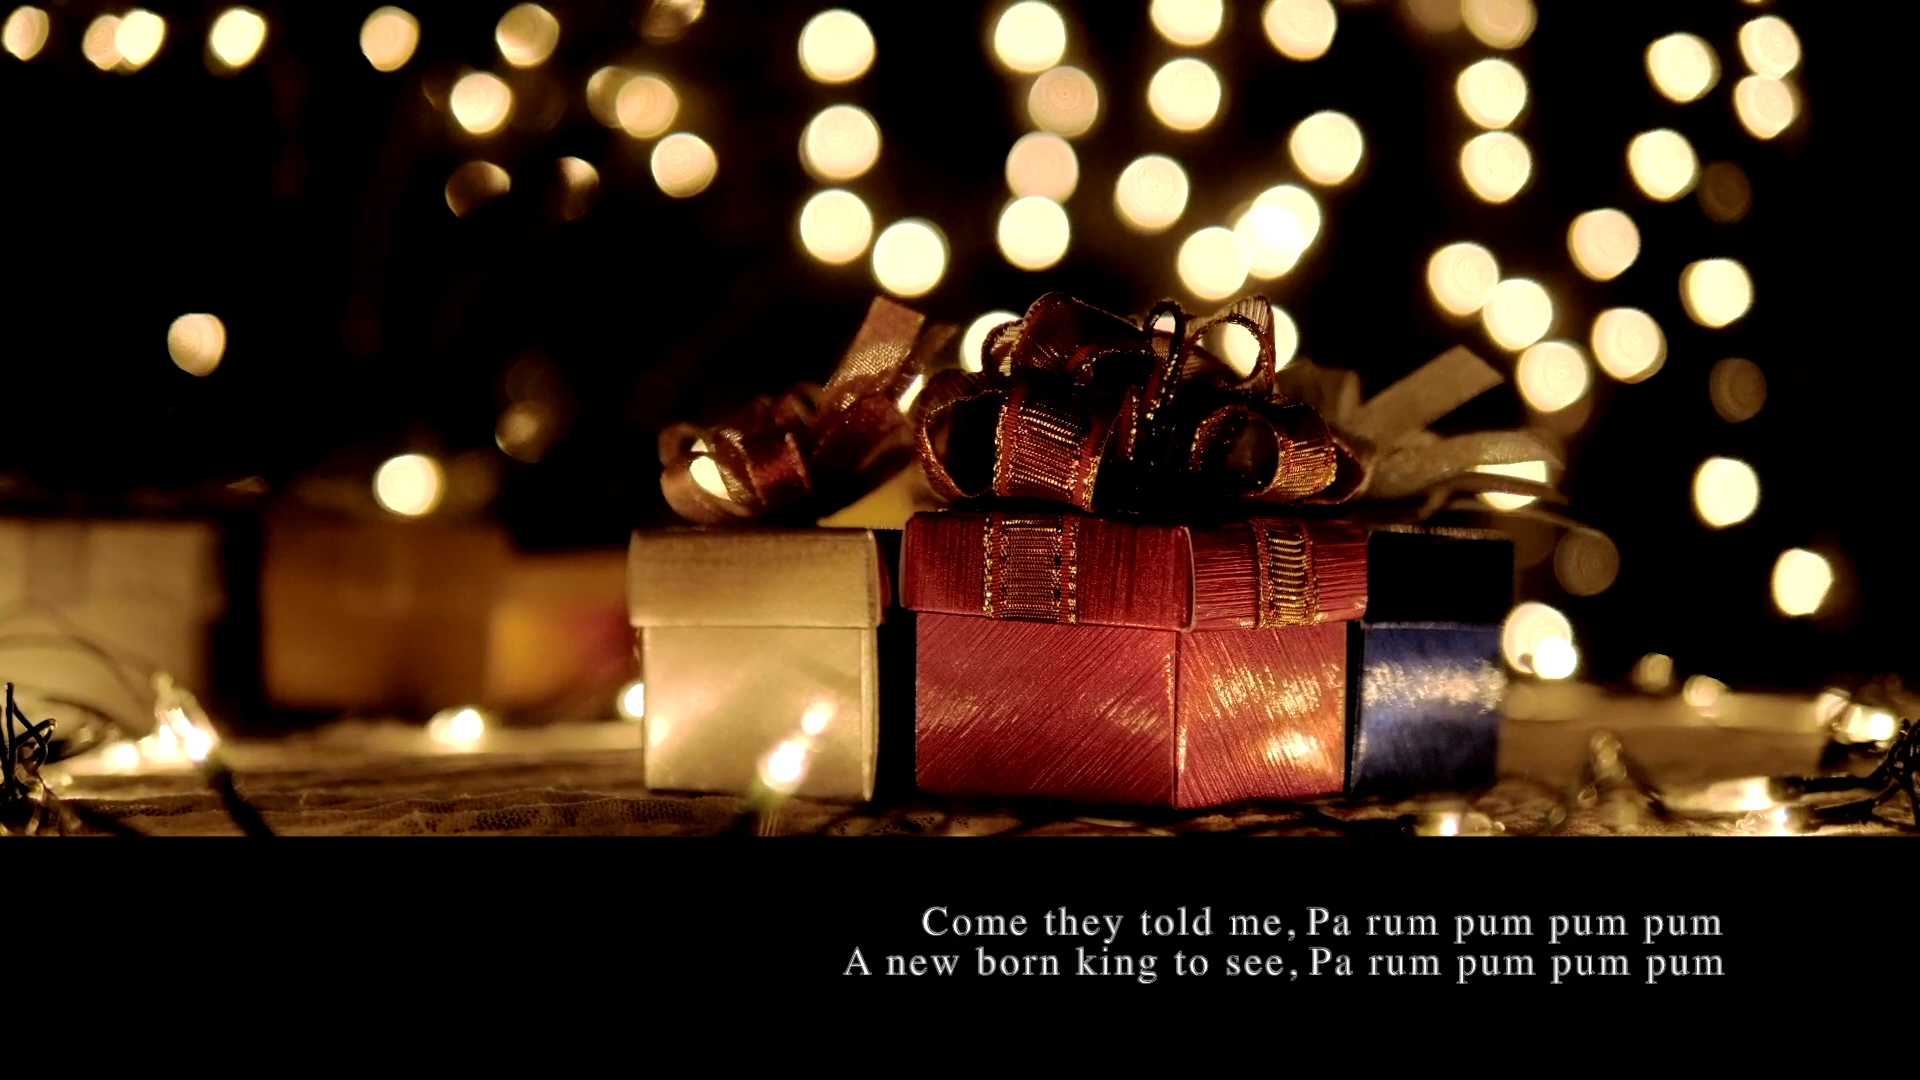 Come they told me, Pa rum pum pum pum
A new born king to see, Pa rum pum pum pum